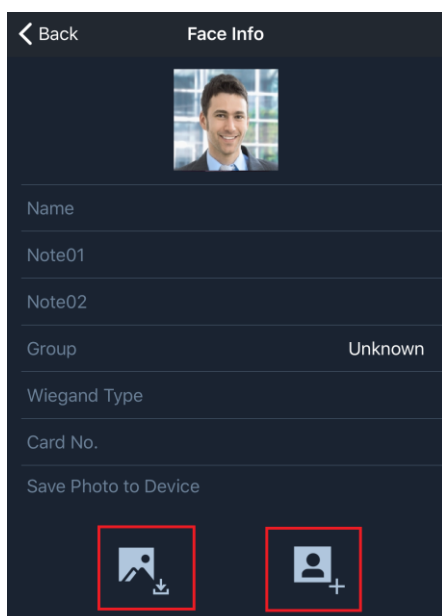 Back
Face Info
Name
Note01
Note02
Group Unknown
Wiegand Type
Card No.
Save Photo to Device